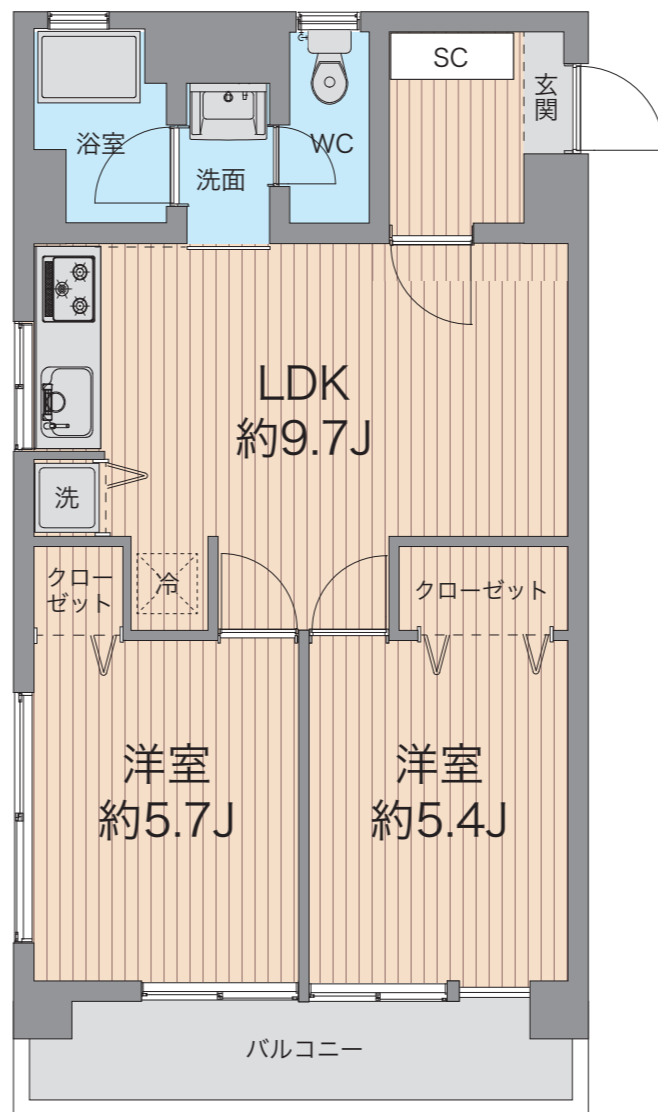 SC
玄
関
浴室
WC
洗面
LDK
約9.7J
洗
クロー
ゼット
冷
クローゼット
洋室
約5.7J
洋室
約5.4J
バルコニー